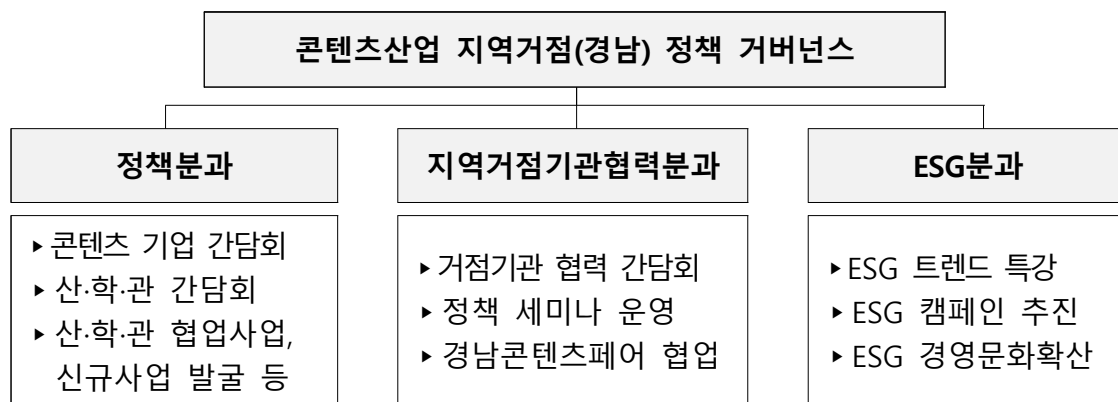 콘텐츠산업 지역거점(경남) 정책 거버넌스
정책분과
▸콘텐츠 기업 간담회
▸산·학·관 간담회
▸산·학·관 협업사업,
신규사업 발굴 등
지역거점기관협력분과
▸거점기관 협력 간담회
▸정책 세미나 운영
▸경남콘텐츠페어 협업
ESG분과
▸ESG 트렌드 특강
▸ESG 캠페인 추진
▸ESG 경영문화확산